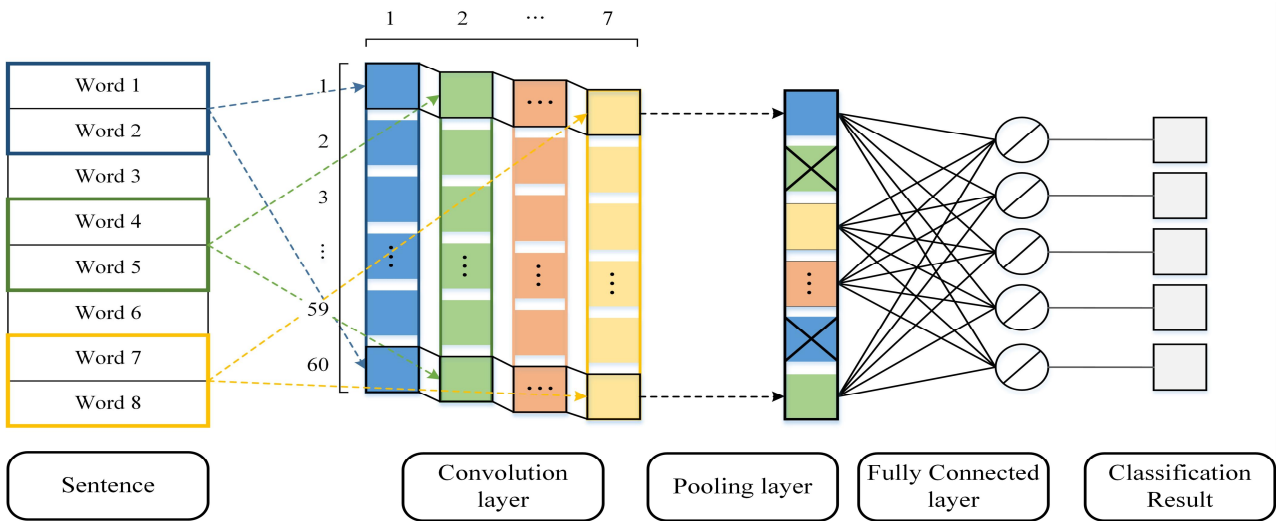 1 2 ... 7
Word 1
Word 2
Word 3
Word 4
Word 5
Word 6
Word 7
Word 8
1
2
3
...
59
60
...
...
...
...
...
...
...
Sentence
Convolution
layer
Pooling layer
Fully Connected
layer
Classification
Result